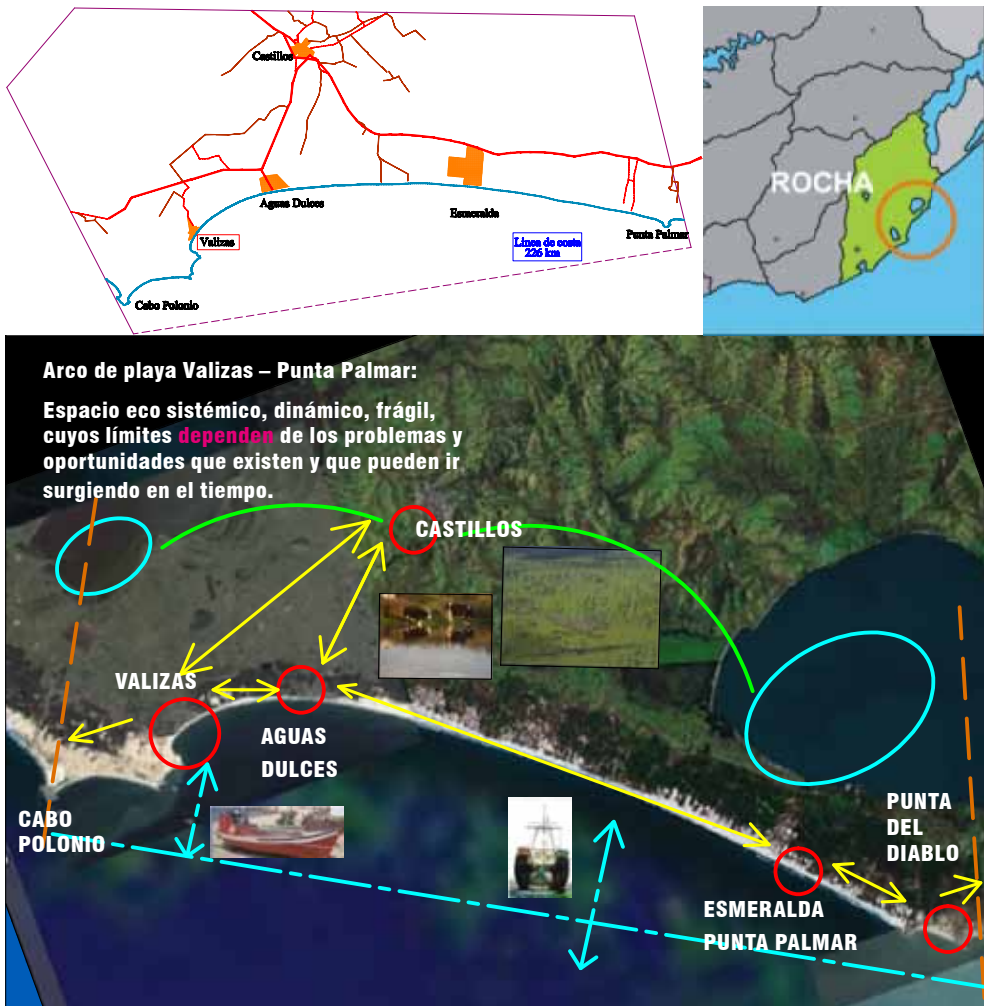 Castillos
Aguas Dulces
Esmeralda
Valizas
Linea de costa
226 km
Punta Palmar
Cabo Polonio
ROCHA
Arco de playa Valizas – Punta Palmar:
Espacio eco sistémico, dinámico, frágil,
cuyos límites dependen de los problemas y
oportunidades que existen y que pueden ir
surgiendo en el tiempo.
CASTILLOS
VALIZAS
AGUAS
DULCES
CABO
POLONIO
PUNTA
DEL
DIABLO
ESMERALDA
PUNTA PALMAR